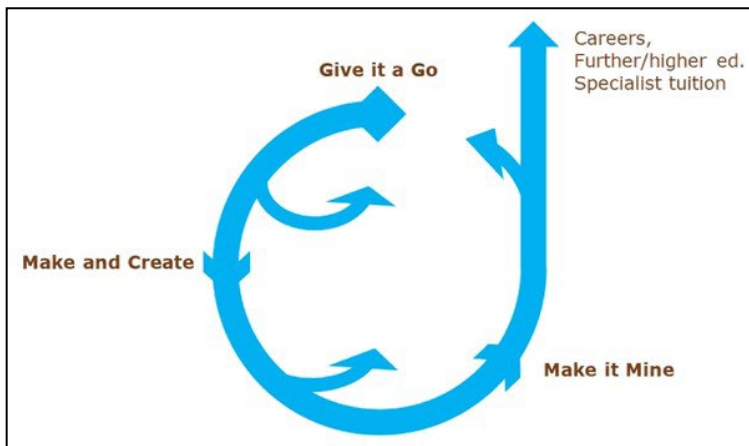 Give it a Go
Careers,
Further/higher ed.
Specialist tuition
Make and Create
Make it Mine